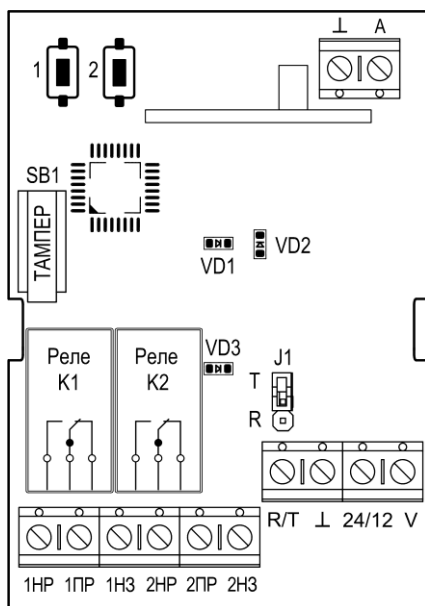 ⊥ A
1 2
SB1
ТАМПЕР
VD1
VD2
Реле
K1
Реле
K2
VD3
J1
T
R
R/T ⊥ 24/12 V
1НР 1ПР 1НЗ 2НР 2ПР 2НЗ